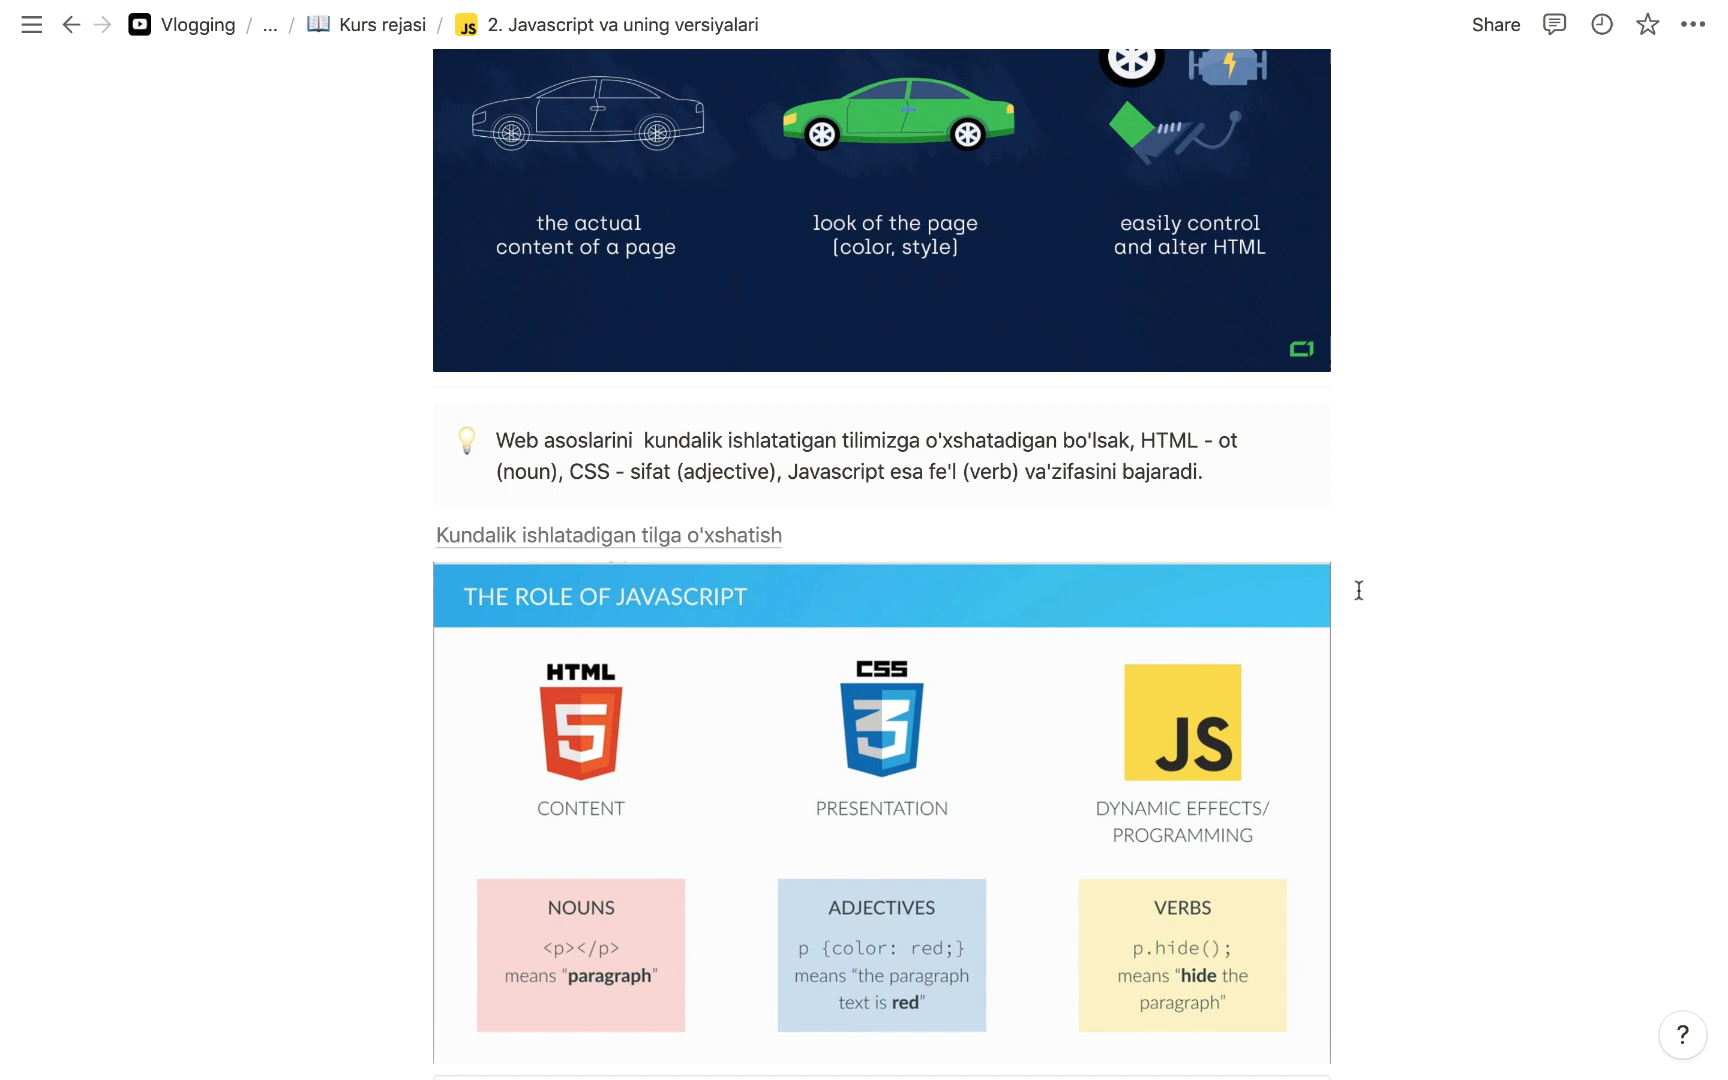 Vlogging / ... / Kurs rejasi / JS 2. Javascript va uning versiyalari
Share
the actual
content of a page
look of the page
(color, style)
easily control
and alter HTML
Web asoslarini kundalik ishlatatigan tilimizga o'xshatadigan bo'lsak, HTML - ot
(noun), CSS - sifat (adjective), Javascript esa fe'l (verb) va'zifasini bajaradi.
Kundalik ishlatadigan tilga o'xshatish
THE ROLE OF JAVASCRIPT
HTML
5
CONTENT
CSS
3
PRESENTATION
JS
DYNAMIC EFFECTS/
PROGRAMMING
NOUNS
<p></p>
means “paragraph”
ADJECTIVES
p {color: red;}
means “the paragraph
text is red”
VERBS
p.hide();
means “hide the
paragraph”
?